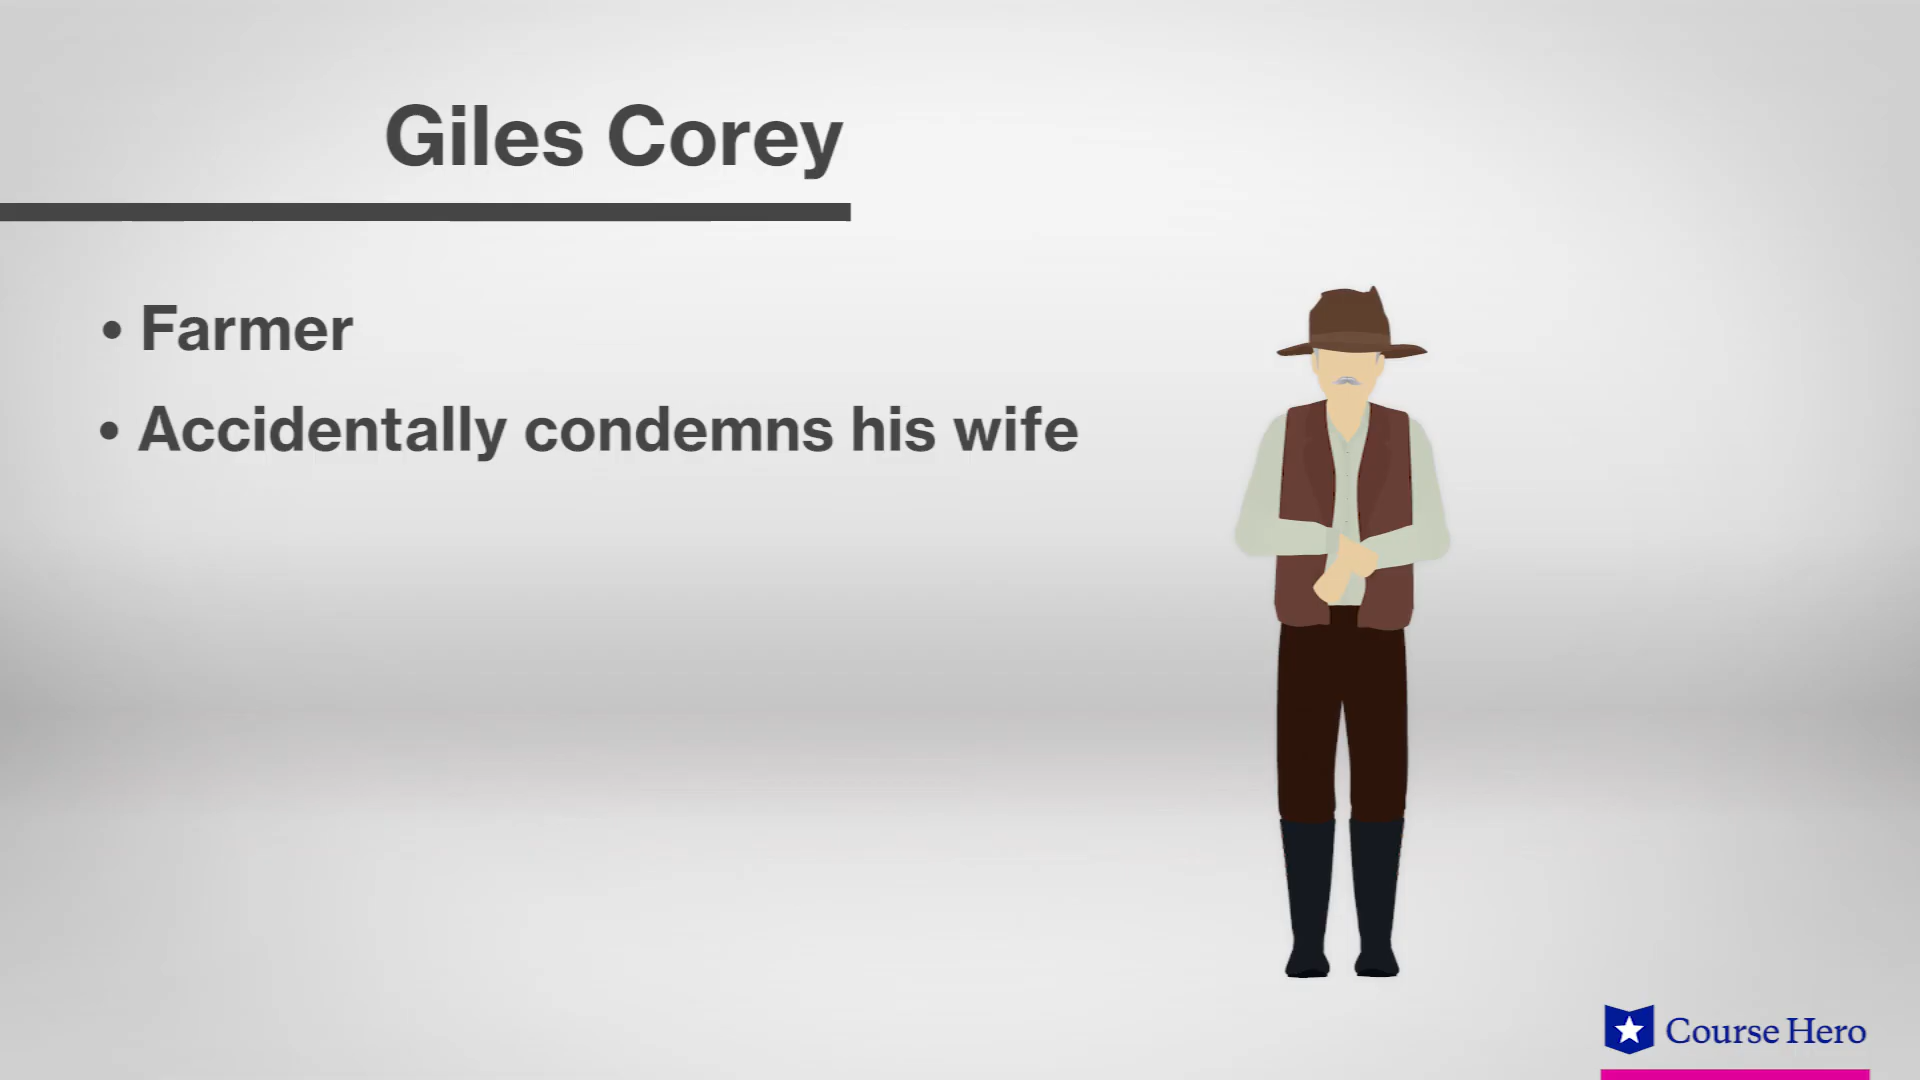 Giles Corey
• Farmer
• Accidentally condemns his wife
Course Hero